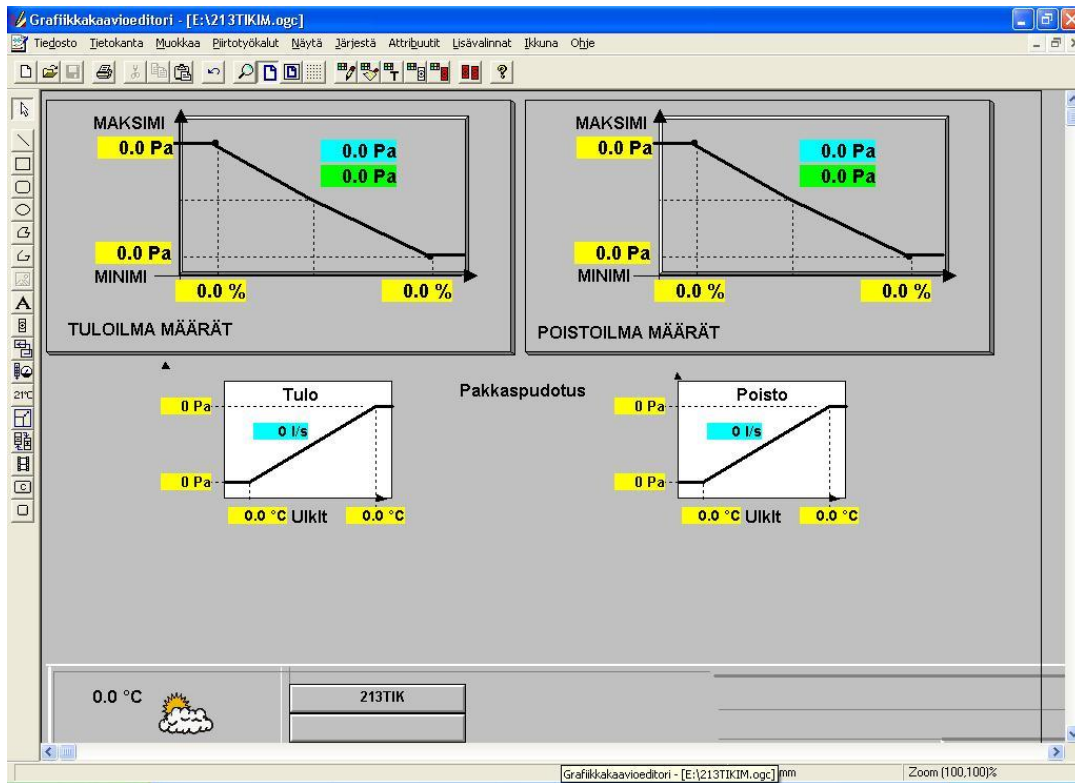 Grafiikkakaavioeditori - [E:\213TIKIM.ogc]
Tiedosto Tietokanta Muokkaa Piirtotyökalut Näytä Järjestä Attribuutit Lisävalinnat Ikkuna Ohje
MAKSIMI
0.0 Pa
0.0 Pa
0.0 Pa
0.0 Pa
MINIMI
0.0 %
0.0 %
TULOILMA MÄÄRÄT
MAKSIMI
0.0 Pa
0.0 Pa
0.0 Pa
0.0 Pa
MINIMI
0.0 %
0.0 %
POISTOILMA MÄÄRÄT
A
21°C
C
Pakkaspudotus
Tulo
0 Pa
0 l/s
0 Pa
0.0 °C Ulklt 0.0 °C
Poisto
0 Pa
0 l/s
0 Pa
0.0 °C Ulklt 0.0 °C
0.0 °C
213TIK
Grafiikkakaavioeditori - [E:\213TIKIM.ogc] mm
Zoom (100,100)%